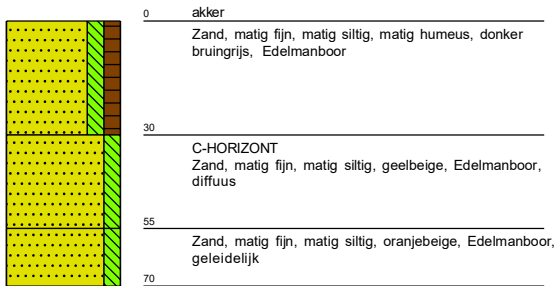 0 akker
Zand, matig fijn, matig siltig, matig humeus, donker
bruingrijs, Edelmanboor
30
C-HORIZONT
Zand, matig fijn, matig siltig, geelbeige, Edelmanboor,
diffuus
55
Zand, matig fijn, matig siltig, oranjebeige, Edelmanboor,
geleidelijk
70